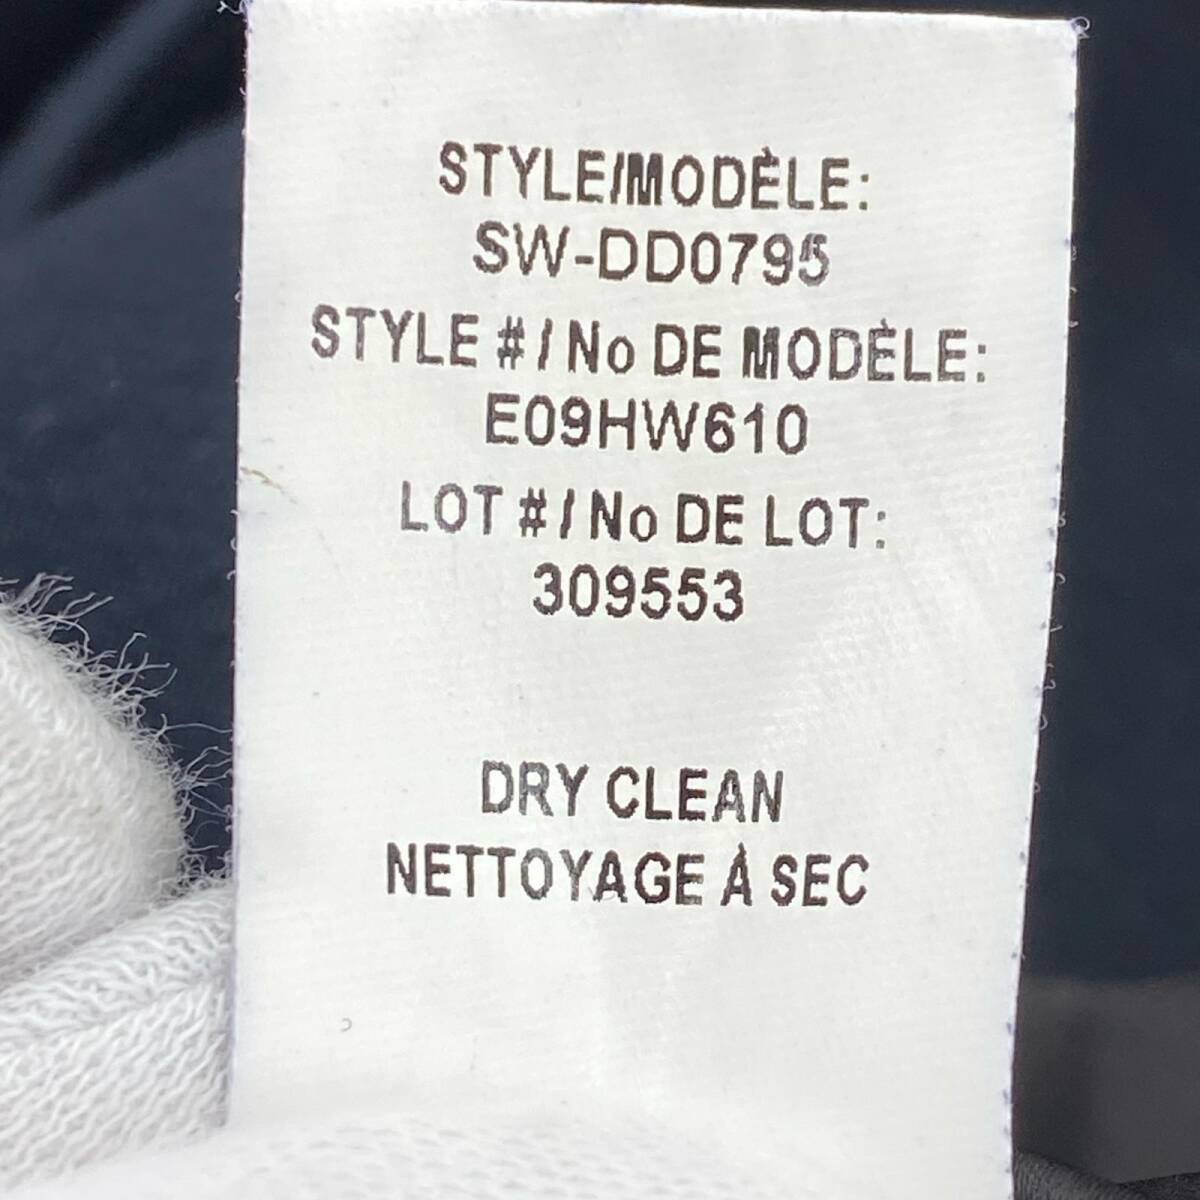 STYLE/MODÈLE:
SW-DD0795
STYLE #/No DE MODÈLE:
E09HW610
LOT #/No DE LOT:
309553
DRY CLEAN
NETTOYAGE À SEC